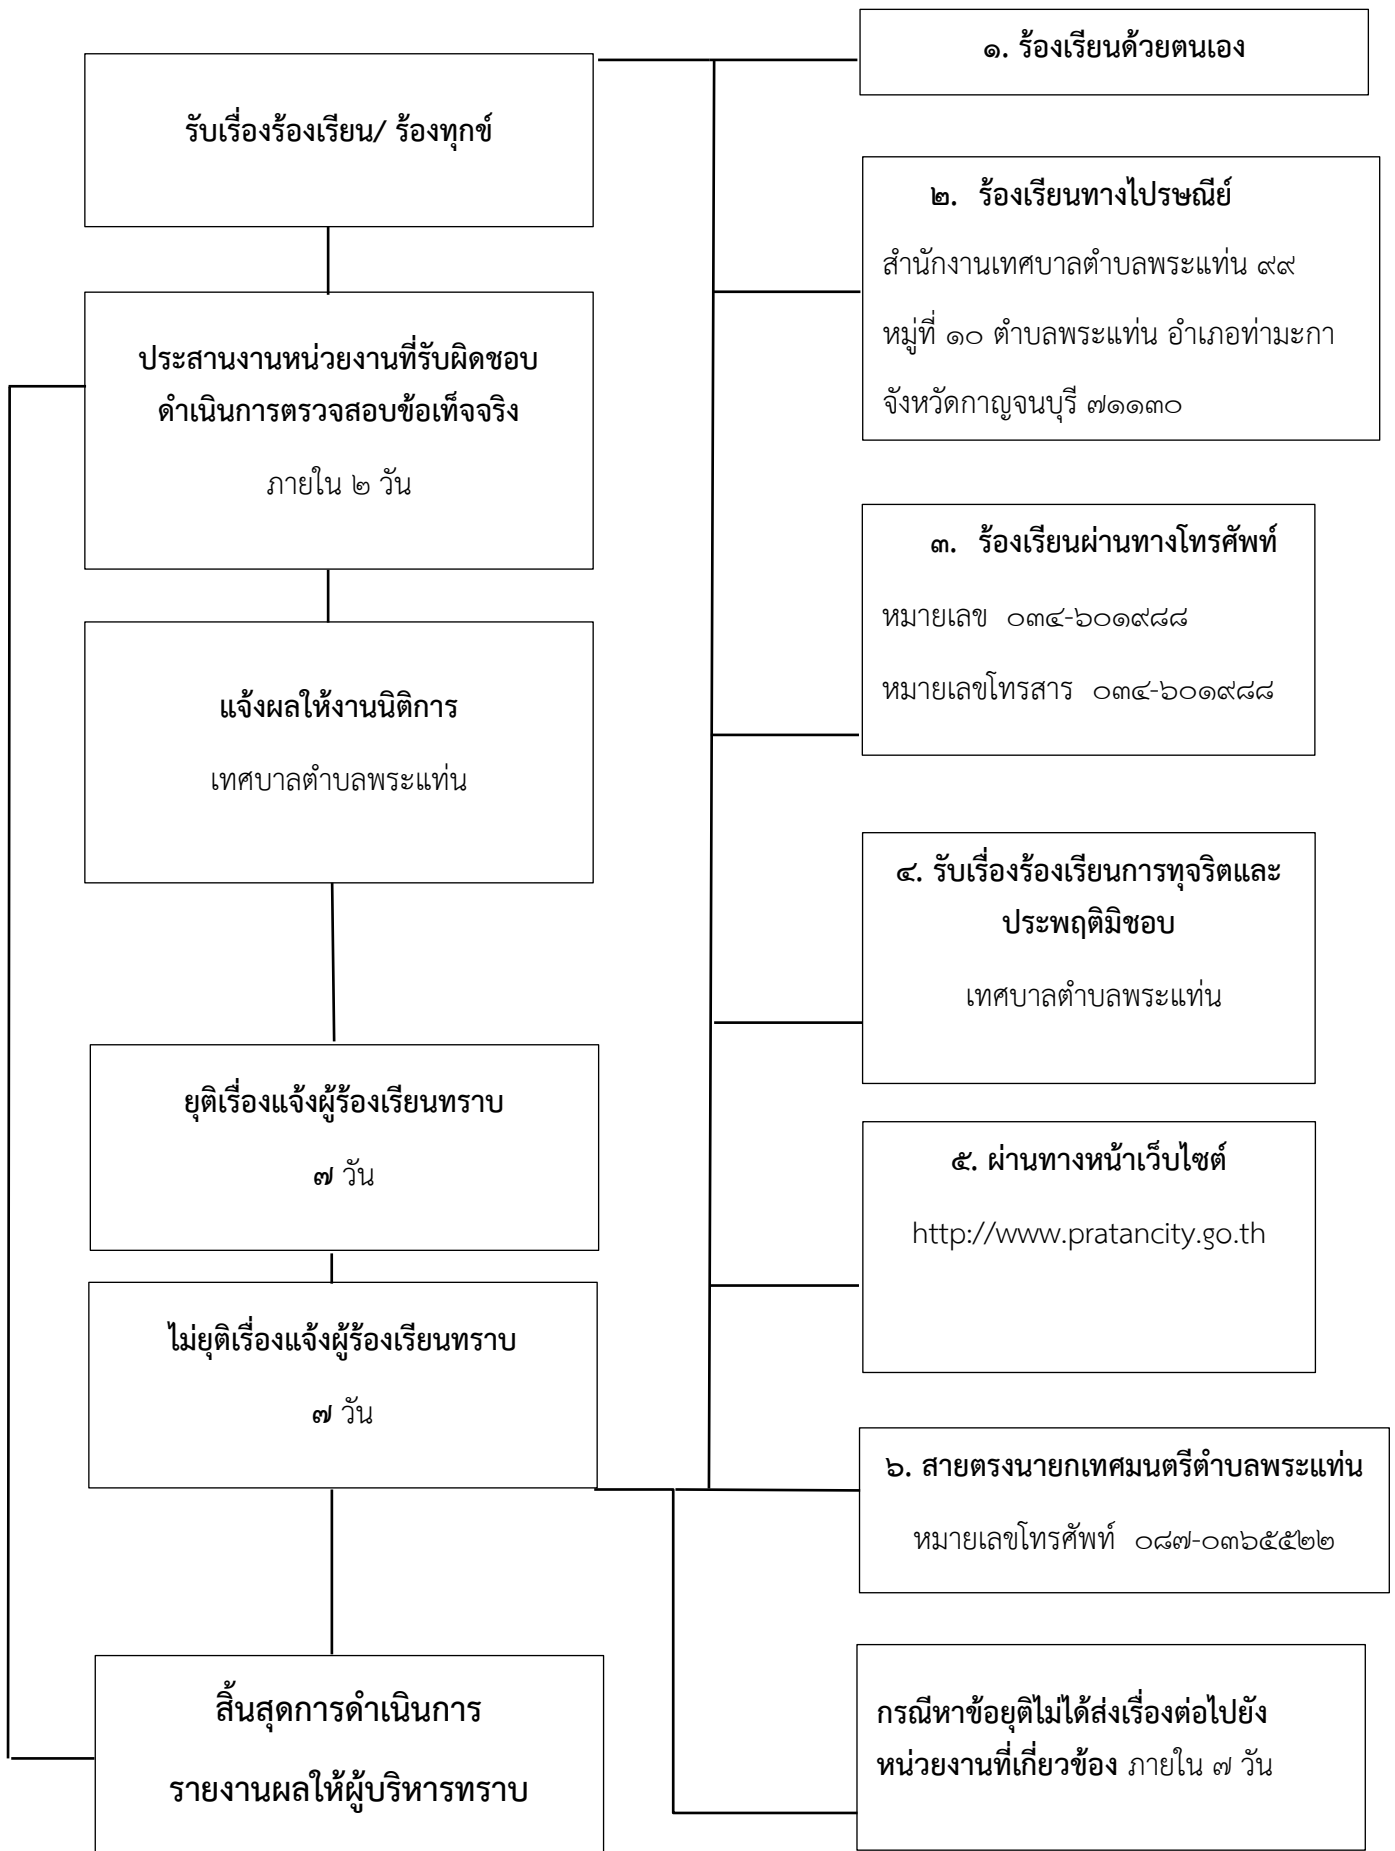 รับเรื่องร้องเรียน/ ร้องทุกข์
ประสานงานหน่วยงานที่รับผิดชอบ
ดำเนินการตรวจสอบข้อเท็จจริง
ภายใน ๒ วัน
แจ้งผลให้งานนิติการ
เทศบาลตำบลพระแท่น
ยุติเรื่องแจ้งผู้ร้องเรียนทราบ
๗ วัน
ไม่ยุติเรื่องแจ้งผู้ร้องเรียนทราบ
๗ วัน
สิ้นสุดการดำเนินการ
รายงานผลให้ผู้บริหารทราบ
๑. ร้องเรียนด้วยตนเอง
๒. ร้องเรียนทางไปรษณีย์
สำนักงานเทศบาลตำบลพระแท่น ๙๙
หมู่ที่ ๑๐ ตำบลพระแท่น อำเภอท่ามะกา
จังหวัดกาญจนบุรี ๗๑๑๓๐
๓. ร้องเรียนผ่านทางโทรศัพท์
หมายเลข ๐๓๔-๖๐๑๙๘๘
หมายเลขโทรสาร ๐๓๔-๖๐๑๙๘๘
๔. รับเรื่องร้องเรียนการทุจริตและ
ประพฤติมิชอบ
เทศบาลตำบลพระแท่น
๕. ผ่านทางหน้าเว็บไซต์
http://www.pratancity.go.th
๖. สายตรงนายกเทศมนตรีตำบลพระแท่น
หมายเลขโทรศัพท์ ๐๘๗-๐๓๖๕๕๒๒
กรณีหาข้อยุติไม่ได้ส่งเรื่องต่อไปยัง
หน่วยงานที่เกี่ยวข้อง ภายใน ๗ วัน